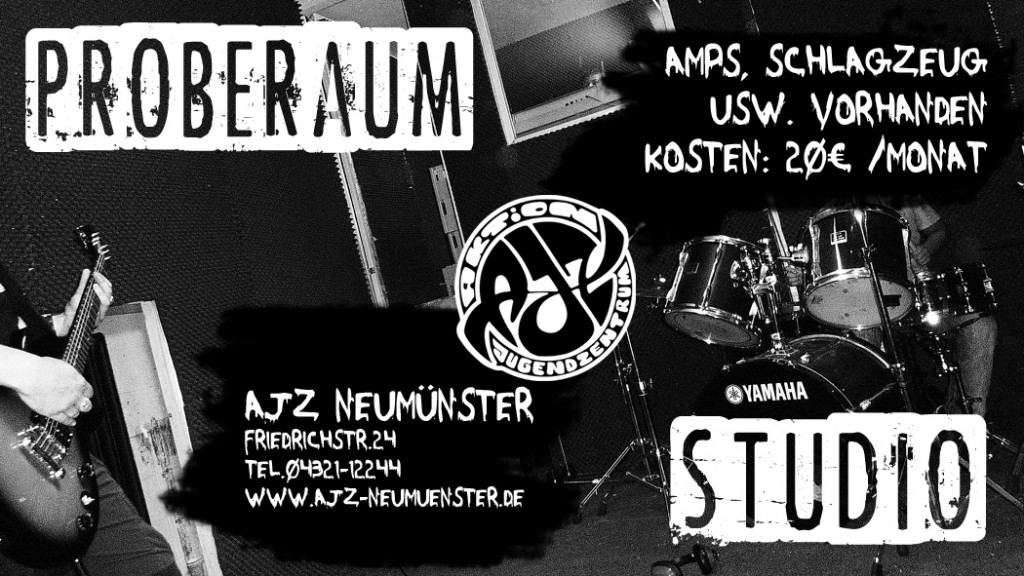 PROBERAUM
AMPS, SCHLAGZEUG
USW. VORHANDEN
KOSTEN: 20€ /MONAT
AKTION
AJZ
JUGENDZENTRUM
YAMAHA
AJZ NEUMÜNSTER
FRIEDRICHSTR.24
TEL.04321-12244
WWW.AJZ-NEUMUENSTER.DE
STUDIO